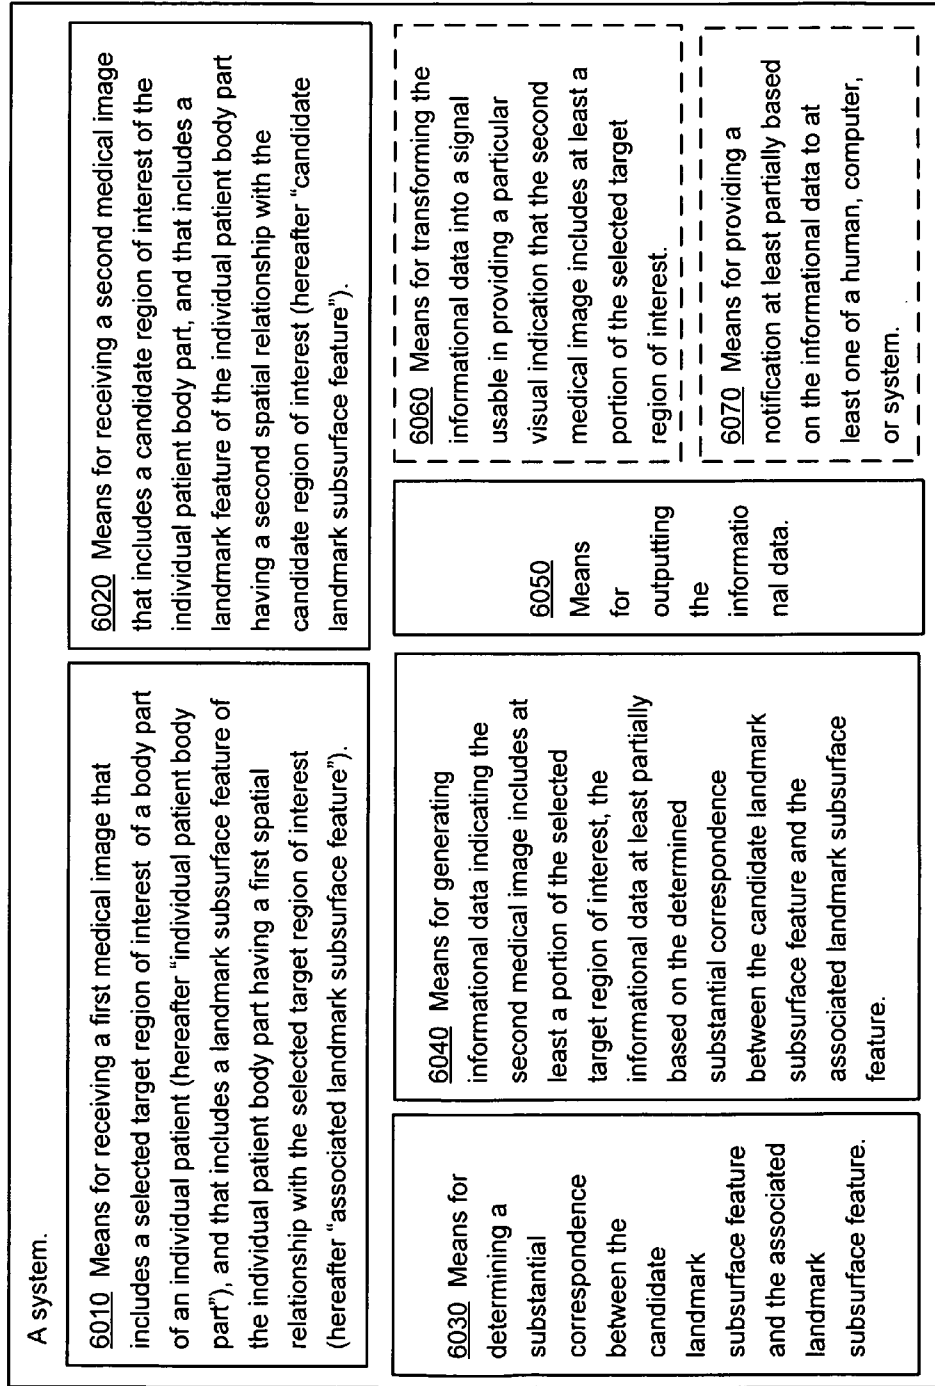 A system.
6010 Means for receiving a first medical image that
includes a selected target region of interest of a body part
of an individual patient (hereafter “individual patient body
part”), and that includes a landmark subsurface feature of
the individual patient body part having a first spatial
relationship with the selected target region of interest
(hereafter “associated landmark subsurface feature”).
6020 Means for receiving a second medical image
that includes a candidate region of interest of the
individual patient body part, and that includes a
landmark feature of the individual patient body part
having a second spatial relationship with the
candidate region of interest (hereafter “candidate
landmark subsurface feature”).
6030 Means for
determining a
substantial
correspondence
between the
candidate
landmark
subsurface feature
and the associated
landmark
subsurface feature.
6040 Means for generating
informational data indicating the
second medical image includes at
least a portion of the selected
target region of interest, the
informational data at least partially
based on the determined
substantial correspondence
between the candidate landmark
subsurface feature and the
associated landmark subsurface
feature.
6050
Means
for
outputting
the
informatio
nal data.
6060 Means for transforming the
informational data into a signal
usable in providing a particular
visual indication that the second
medical image includes at least a
portion of the selected target
region of interest.
6070 Means for providing a
notification at least partially based
on the informational data to at
least one of a human, computer,
or system.